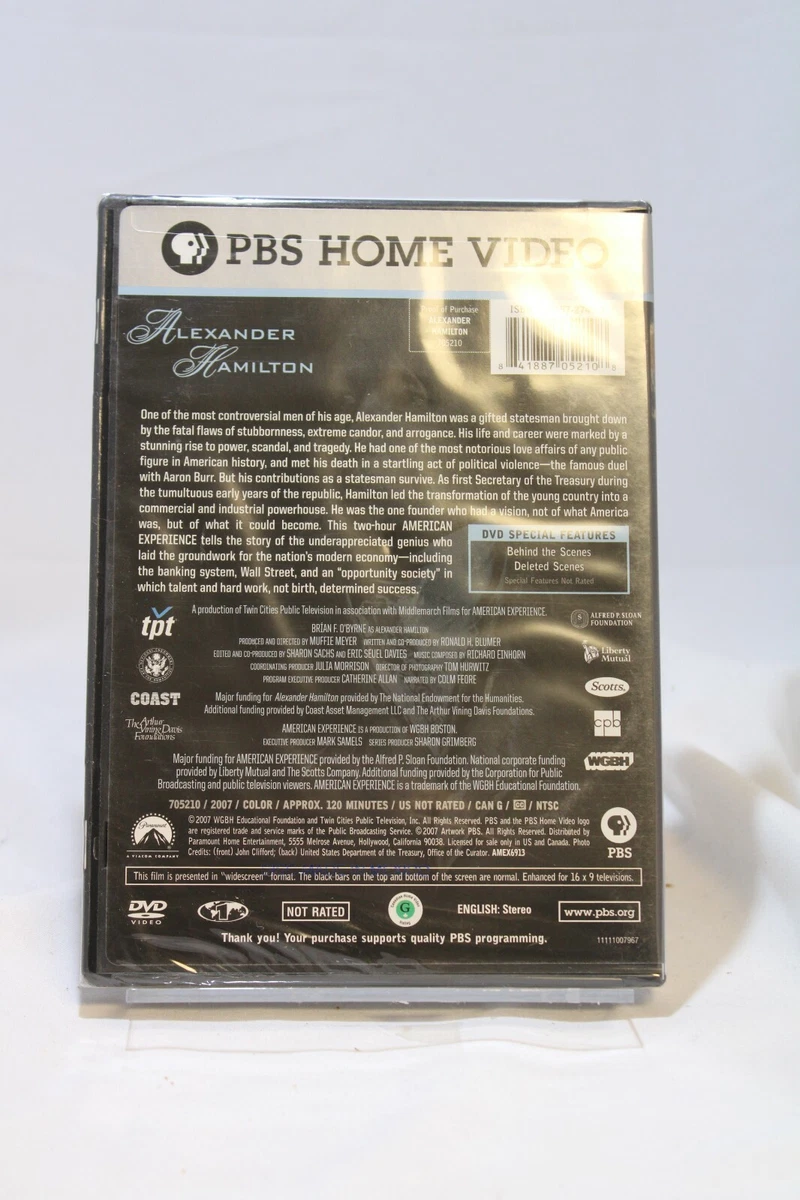 PBS HOME VIDEO
Alexander
Hamilton
of Purchase
ALEXANDER
HAMILTON
705210
8 41887 05210 8
One of the most controversial men of his age, Alexander Hamilton was a gifted statesman brought down
by the fatal flaws of stubbornness, extreme candor, and arrogance. His life and career were marked by a
stunning rise to power, scandal, and tragedy. He had one of the most notorious love affairs of any public
figure in American history, and met his death in a startling act of political violence—the famous duel
with Aaron Burr. But his contributions as a statesman survive. As first Secretary of the Treasury during
the tumultuous early years of the republic, Hamilton led the transformation of the young country into a
commercial and industrial powerhouse. He was the one founder who had a vision, not of what America
was, but of what it could become. This two-hour AMERICAN
EXPERIENCE tells the story of the underappreciated genius who
laid the groundwork for the nation's modern economy—including
the banking system, Wall Street, and an "opportunity society" in
which talent and hard work, not birth, determined success.
DVD SPECIAL FEATURES
Behind the Scenes
Deleted Scenes
Special Features Not Rated
A production of Twin Cities Public Television in association with Middlemarch Films for AMERICAN EXPERIENCE.
BRIAN F. O'BYRNE AS ALEXANDER HAMILTON
PRODUCED AND DIRECTED BY MUFFIE MEYER WRITTEN AND CO-PRODUCED BY RONALD H. BLUMER
EDITED AND CO-PRODUCED BY SHARON SACHS AND ERIC SEUEL DAVIES MUSIC COMPOSED BY RICHARD EINHORN
COORDINATING PRODUCER JULIA MORRISON DIRECTOR OF PHOTOGRAPHY TOM HURWITZ
PROGRAM EXECUTIVE PRODUCER CATHERINE ALLAN NARRATED BY COLM FEORE
Major funding for Alexander Hamilton provided by The National Endowment for the Humanities.
Additional funding provided by Coast Asset Management LLC and The Arthur Vining Davis Foundations.
AMERICAN EXPERIENCE IS A PRODUCTION OF WGBH BOSTON.
EXECUTIVE PRODUCER MARK SAMELS SERIES PRODUCER SHARON GRIMBERG
Major funding for AMERICAN EXPERIENCE provided by the Alfred P. Sloan Foundation. National corporate funding
provided by Liberty Mutual and The Scotts Company. Additional funding provided by the Corporation for Public
Broadcasting and public television viewers. AMERICAN EXPERIENCE is a trademark of the WGBH Educational Foundation.
tpt
COAST
The Arthur
Vining Davis
Foundations
ALFRED P. SLOAN
FOUNDATION
Liberty
Mutual
Scotts
cpb
WGBH
705210 / 2007 / COLOR / APPROX. 120 MINUTES / US NOT RATED / CAN G / CC / NTSC
Paramount
A VIACOM COMPANY
©2007 WGBH Educational Foundation and Twin Cities Public Television, Inc. All Rights Reserved. PBS and the PBS Home Video logo
are registered trade and service marks of the Public Broadcasting Service. ©2007 Artwork PBS. All Rights Reserved. Distributed by
Paramount Home Entertainment, 5555 Melrose Avenue, Hollywood, California 90038. Licensed for sale only in US and Canada. Photo
Credits: (front) John Clifford; (back) United States Department of the Treasury, Office of the Curator. AMEX6913
PBS
This film is presented in "widescreen" format. The black bars on the top and bottom of the screen are normal. Enhanced for 16 x 9 televisions.
DVD
VIDEO
1
NOT RATED
G
ENGLISH: Stereo
www.pbs.org
Thank you! Your purchase supports quality PBS programming.
11111007967